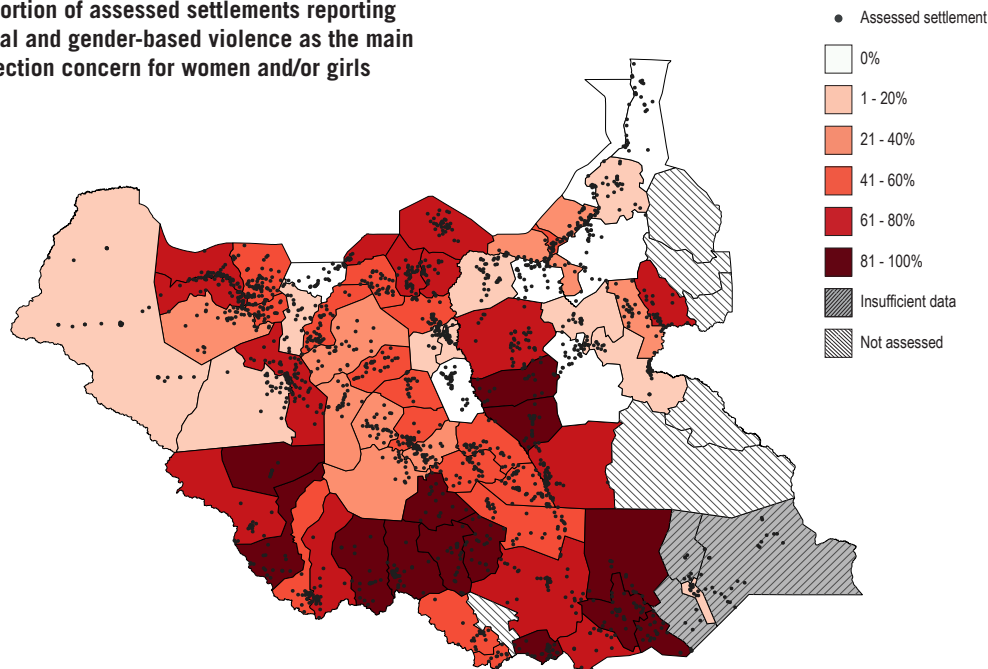 ortion of assessed settlements reporting
al and gender-based violence as the main
ection concern for women and/or girls
Assessed settlement
0%
1 - 20%
21 - 40%
41 - 60%
61 - 80%
81 - 100%
Insufficient data
Not assessed